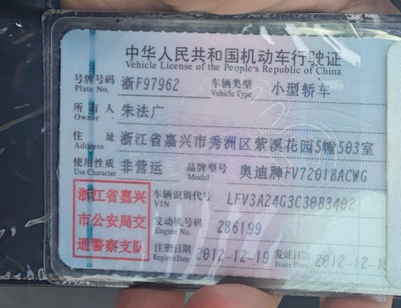 中华人民共和国机动车行驶证
Vehicle License of the People's Republic of China
号牌号码 Plate No. 浙F97962 车辆类型 Vehicle Type 小型轿车
所有人 Owner 朱法广
住址 Address 浙江省嘉兴市秀洲区紫溪花园5幢503室
使用性质 Use Character 非营运 品牌型号 Model 奥迪牌FV7201BACWG
浙江省嘉兴市公安局交通警察支队
车辆识别代号 VIN LFV3A24G3C3083402
发动机号码 Engine No. 286199
注册日期 Register Date 2012-12-19 发证日期 Issue Date 2012-12-1